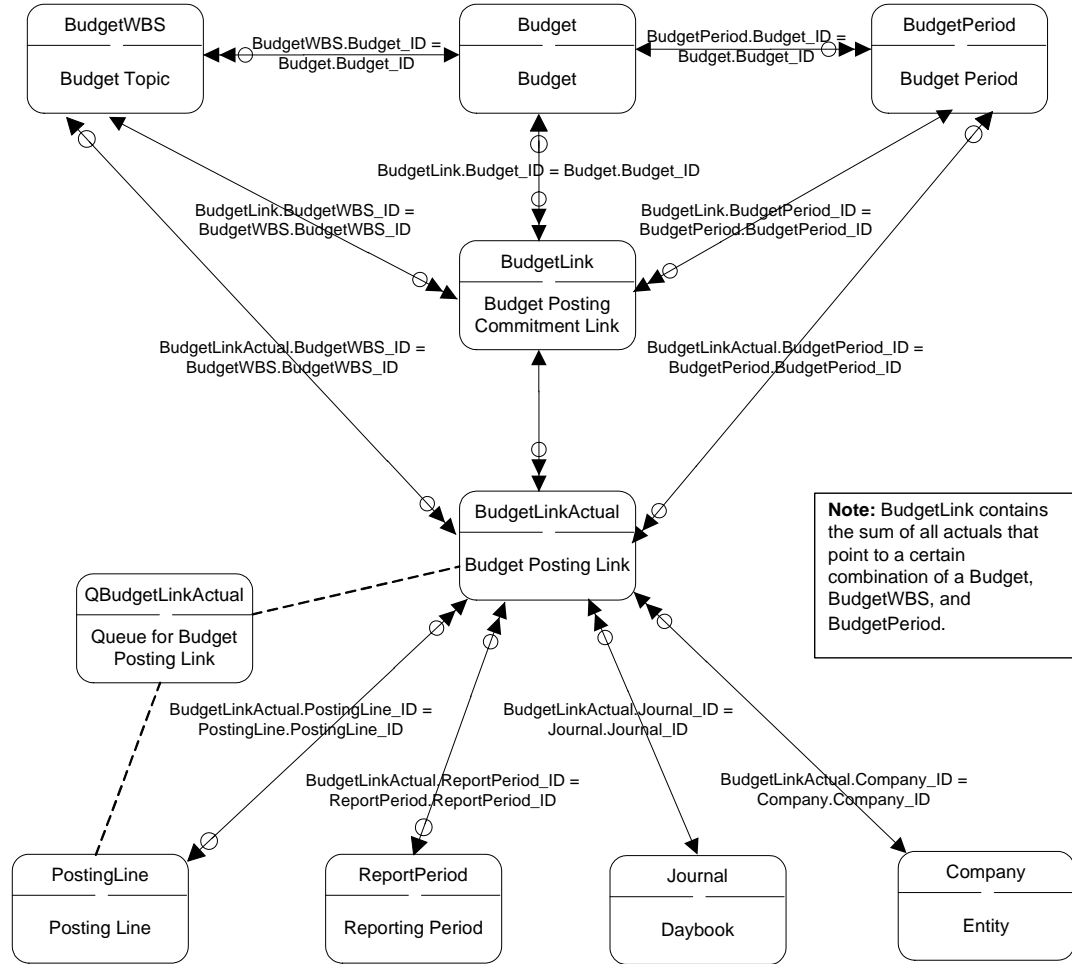 BudgetWBS
Budget Topic
BudgetWBS.Budget_ID =
Budget.Budget_ID
Budget
Budget
BudgetPeriod.Budget_ID =
Budget.Budget_ID
BudgetPeriod
Budget Period
BudgetLink.Budget_ID = Budget.Budget_ID
BudgetLink.BudgetWBS_ID =
BudgetWBS.BudgetWBS_ID
BudgetLink.BudgetPeriod_ID =
BudgetPeriod.BudgetPeriod_ID
BudgetLink
Budget Posting
Commitment Link
BudgetLinkActual.BudgetWBS_ID =
BudgetWBS.BudgetWBS_ID
BudgetLinkActual.BudgetPeriod_ID =
BudgetPeriod.BudgetPeriod_ID
BudgetLinkActual
Budget Posting Link
Note: BudgetLink contains
the sum of all actuals that
point to a certain
combination of a Budget,
BudgetWBS, and
BudgetPeriod.
QBudgetLinkActual
Queue for Budget
Posting Link
BudgetLinkActual.PostingLine_ID =
PostingLine.PostingLine_ID
BudgetLinkActual.Journal_ID =
Journal.Journal_ID
BudgetLinkActual.ReportPeriod_ID =
ReportPeriod.ReportPeriod_ID
BudgetLinkActual.Company_ID =
Company.Company_ID
PostingLine
Posting Line
ReportPeriod
Reporting Period
Journal
Daybook
Company
Entity